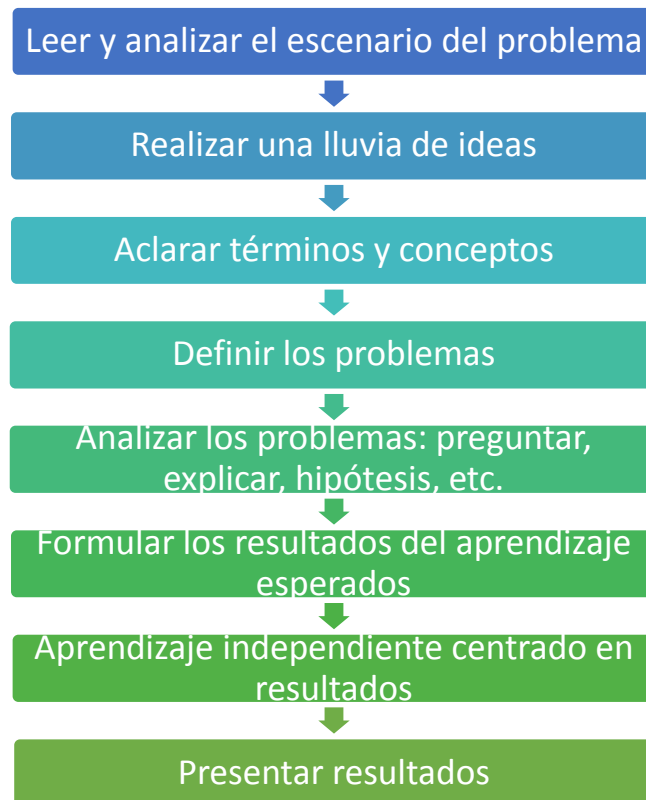 Leer y analizar el escenario del problema
Realizar una lluvia de ideas
Aclarar términos y conceptos
Definir los problemas
Analizar los problemas: preguntar,
explicar, hipótesis, etc.
Formular los resultados del aprendizaje
esperados
Aprendizaje independiente centrado en
resultados
Presentar resultados